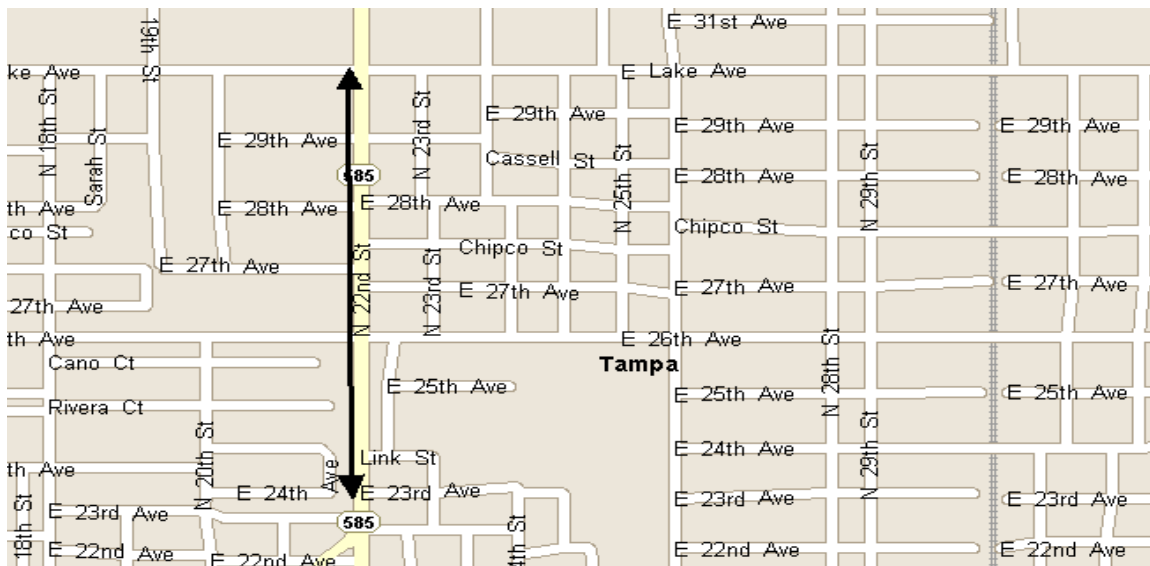 E 31st Ave
19th St
ke Ave
E Lake Ave
N 18th St
Sarah St
E 29th Ave
N 23rd St
E 29th Ave
E 29th Ave
E 29th Ave
Cassell St
N 25th St
N 29th St
585
E 28th Ave
E 28th Ave
th Ave
E 28th Ave
E 28th Ave
co St
Chipco St
Chipco St
N 22nd St
N 23rd St
E 27th Ave
27th Ave
E 27th Ave
E 27th Ave
E 27th Ave
th Ave
E 26th Ave
Cano Ct
Tampa
N 28th St
E 25th Ave
E 25th Ave
E 25th Ave
Rivera Ct
N 20th St
N 29th St
E 24th Ave
Link St
th Ave
E 24th Ave
E 23rd Ave
E 23rd Ave
E 23rd Ave
E 23rd Ave
18th St
585
4th St
E 22nd Ave
E 22nd Ave
E 22nd Ave
E 22nd Ave